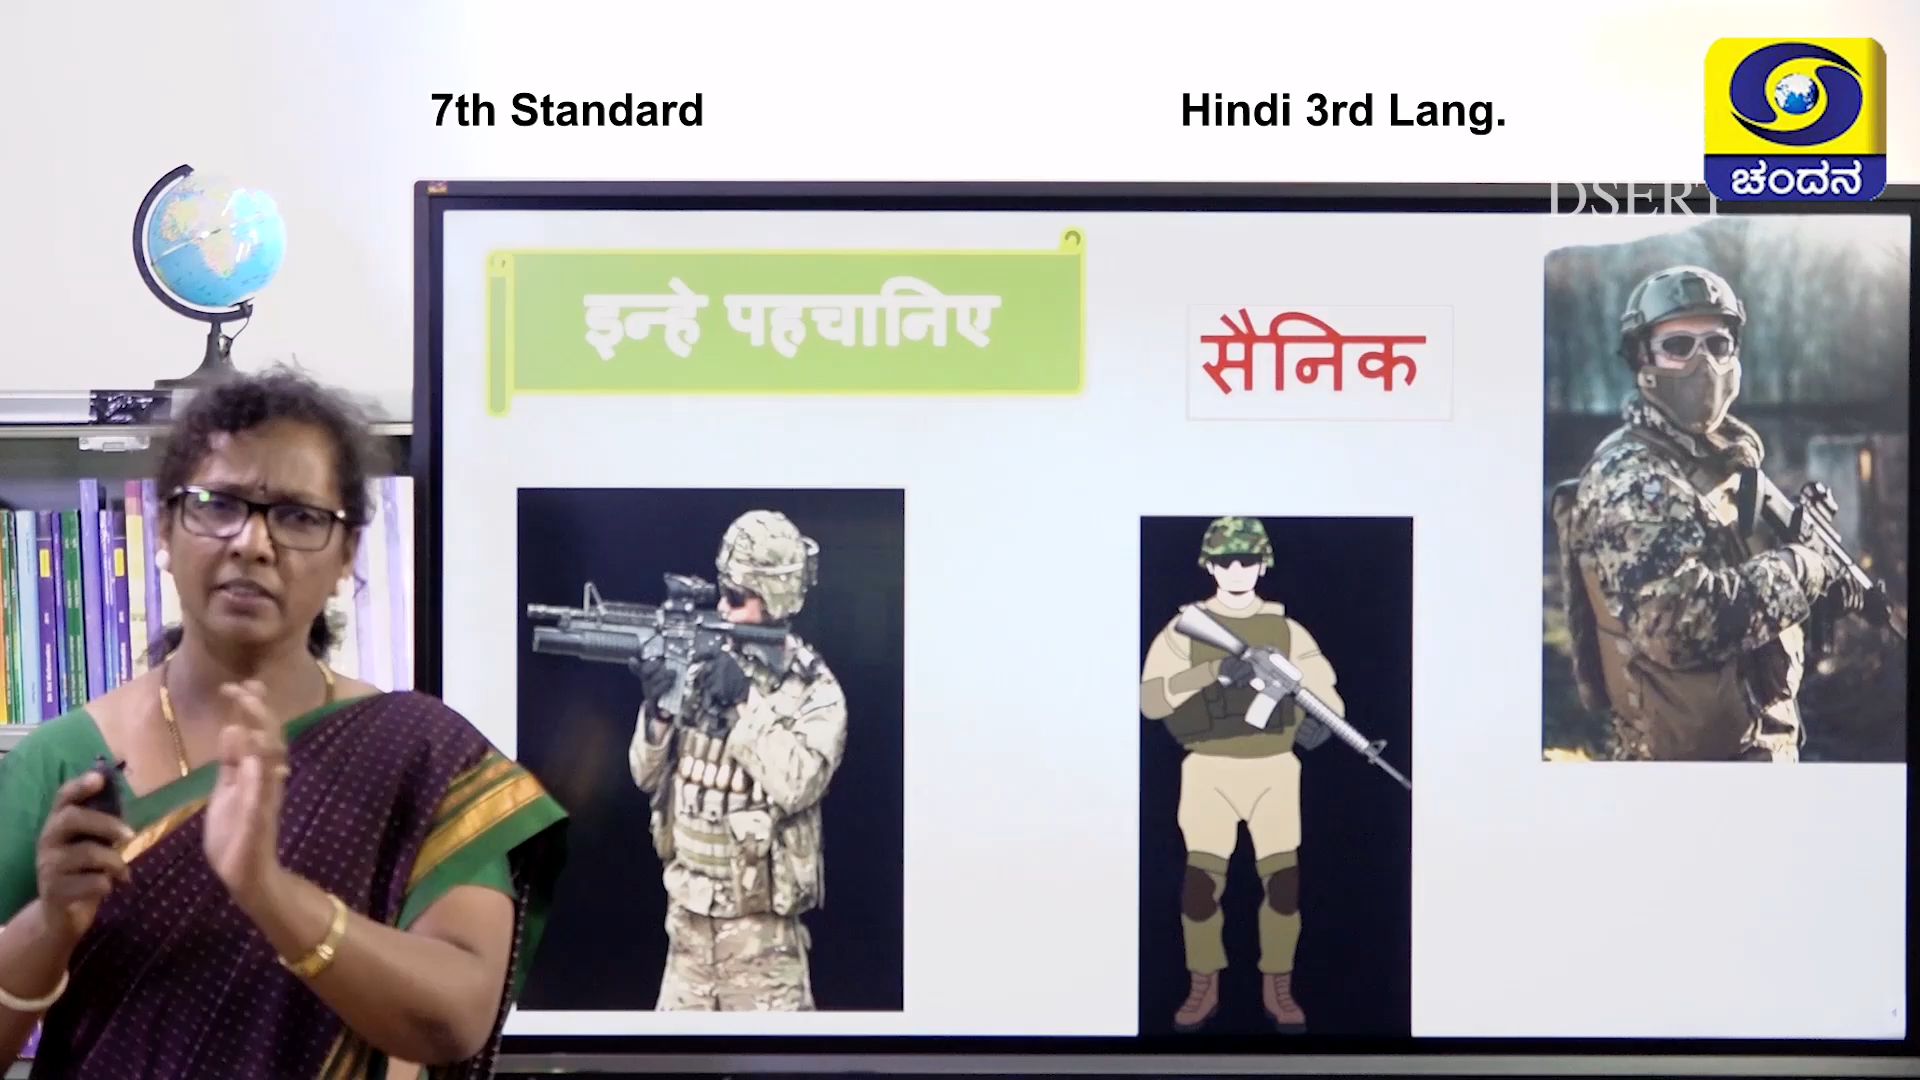 7th Standard
Hindi 3rd Lang.
ಚಂದನ
DSERT
इन्हे पहचानिए
सैनिक